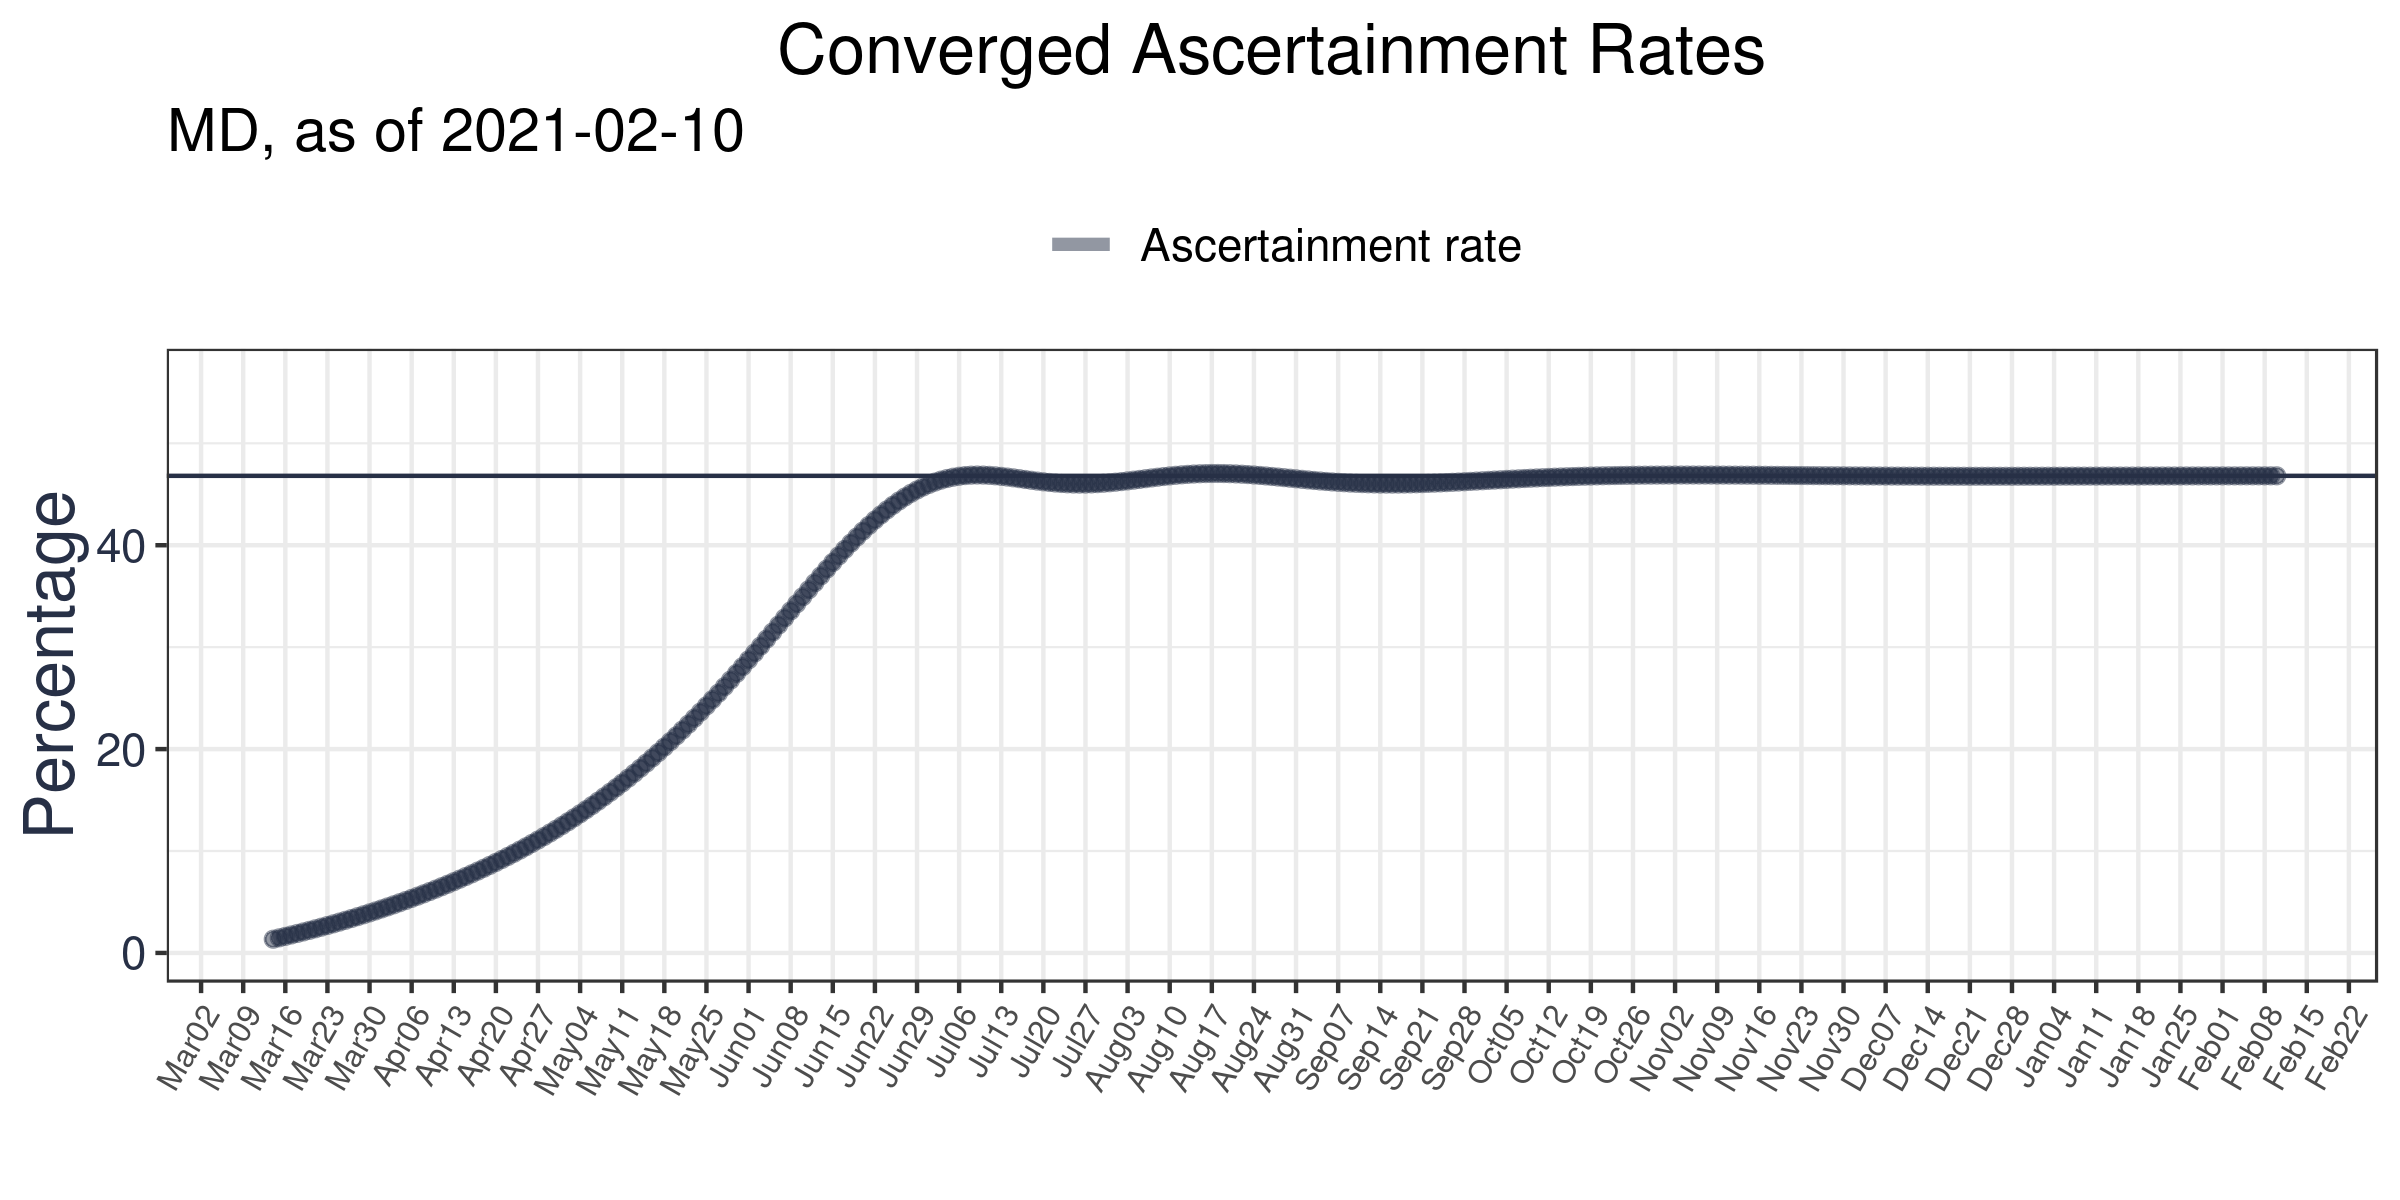 Converged Ascertainment Rates
MD, as of 2021-02-10
Ascertainment rate
Percentage
40
20
0
Mar02 Mar09 Mar16 Mar23 Mar30 Apr06 Apr13 Apr20 Apr27 May04 May11 May18 May25 Jun01 Jun08 Jun15 Jun22 Jun29 Jul06 Jul13 Jul20 Jul27 Aug03 Aug10 Aug17 Aug24 Aug31 Sep07 Sep14 Sep21 Sep28 Oct05 Oct12 Oct19 Oct26 Nov02 Nov09 Nov16 Nov23 Nov30 Dec07 Dec14 Dec21 Dec28 Jan04 Jan11 Jan18 Jan25 Feb01 Feb08 Feb15 Feb22